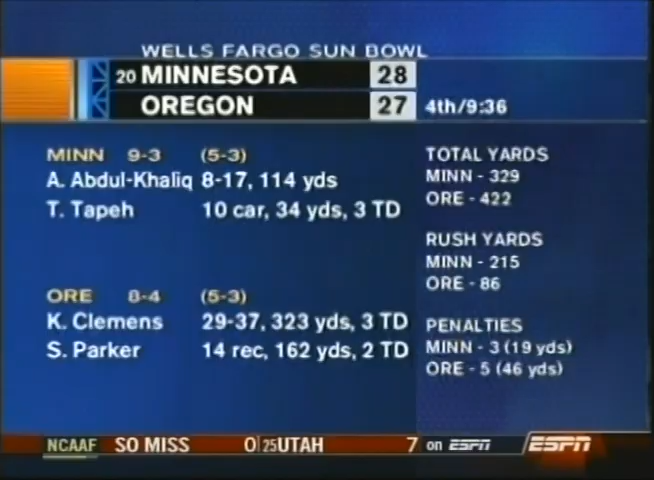 WELLS FARGO SUN BOWL
20 MINNESOTA 28
OREGON 27 4th/9:36
MINN 9-3 (5-3)
A. Abdul-Khaliq 8-17, 114 yds
T. Tapeh 10 car, 34 yds, 3 TD
ORE 8-4 (5-3)
K. Clemens 29-37, 323 yds, 3 TD
S. Parker 14 rec, 162 yds, 2 TD
TOTAL YARDS
MINN - 329
ORE - 422
RUSH YARDS
MINN - 215
ORE - 86
PENALTIES
MINN - 3 (19 yds)
ORE - 5 (46 yds)
NCAAF SO MISS 0 25 UTAH 7 on ESPN ESPN